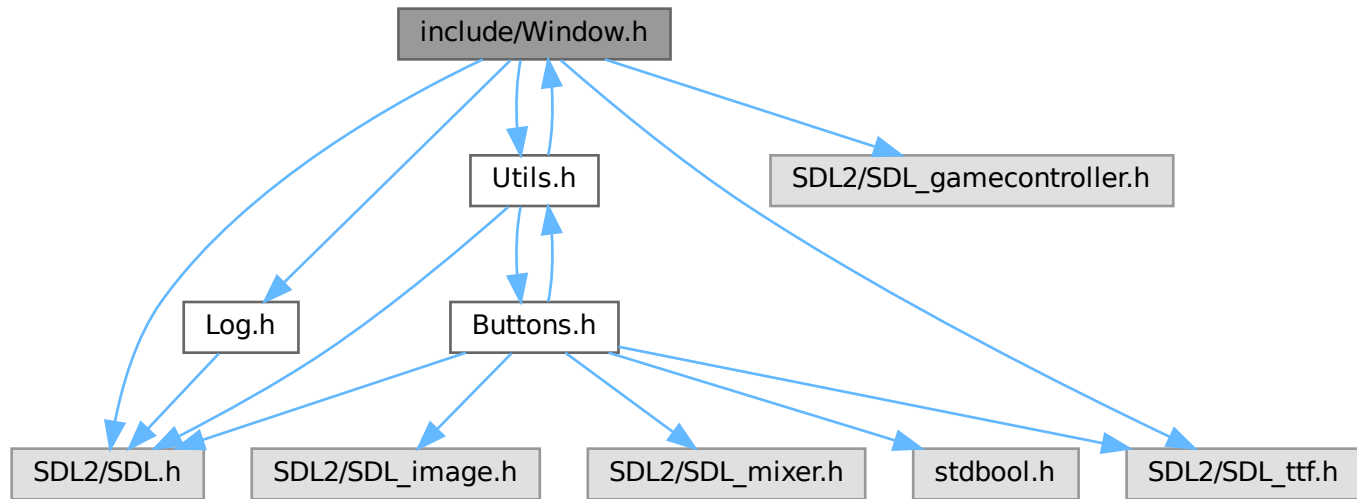 include/Window.h
Utils.h
SDL2/SDL_gamecontroller.h
Log.h
Buttons.h
SDL2/SDL.h
SDL2/SDL_image.h
SDL2/SDL_mixer.h
stdbool.h
SDL2/SDL_ttf.h